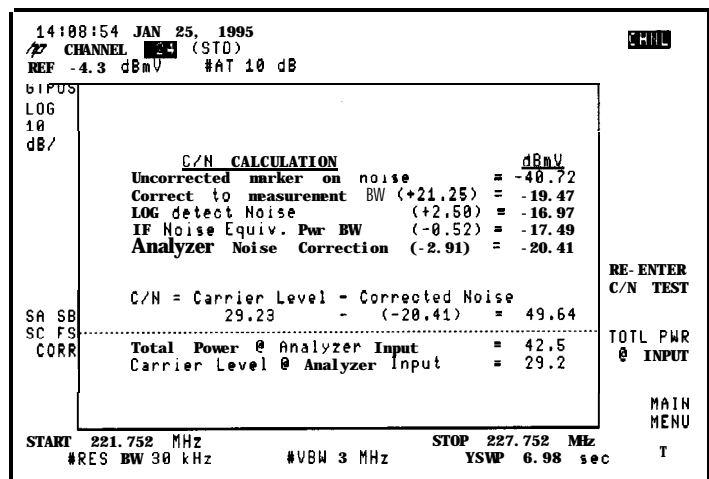 14:08:54 JAN 25, 1995
hp CHANNEL 24 (STD)
CHNL
REF -4.3 dBmV #AT 10 dB
LOG
10
dB/
C/N CALCULATION dBmV
Uncorrected marker on noise = -40.72
Correct to measurement BW (+21.25) = -19.47
LOG detect Noise (+2.50) = -16.97
IF Noise Equiv. Pwr BW (-0.52) = -17.49
Analyzer Noise Correction (-2.91) = -20.41
RE-ENTER
C/N TEST
C/N = Carrier Level - Corrected Noise
29.23 - (-20.41) = 49.64
SA SB
SC FS
CORR
TOTL PWR
@ INPUT
Total Power @ Analyzer Input = 42.5
Carrier Level @ Analyzer Input = 29.2
MAIN
MENU
START 221.752 MHz STOP 227.752 MHz
#RES BW 30 kHz #VBW 3 MHz YSWP 6.98 sec
T